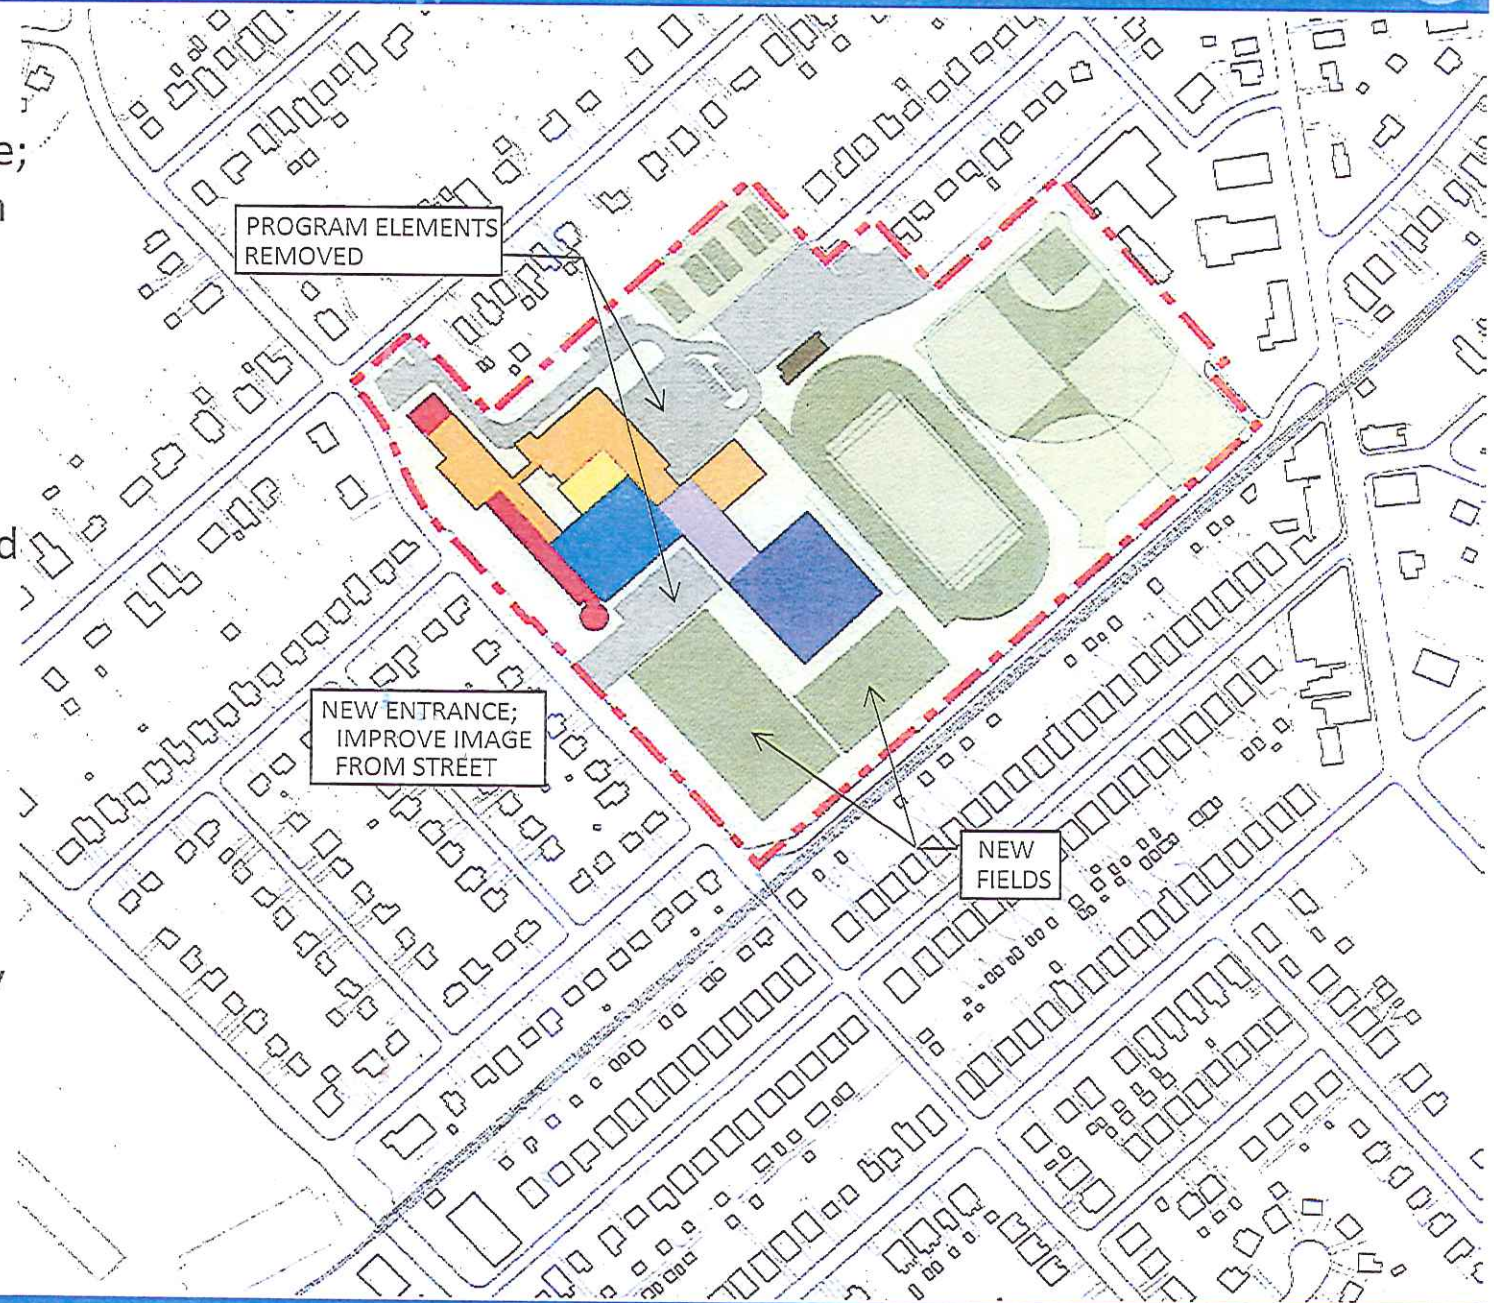 e;
n
PROGRAM ELEMENTS
REMOVED
d
NEW ENTRANCE;
IMPROVE IMAGE
FROM STREET
NEW
FIELDS
y